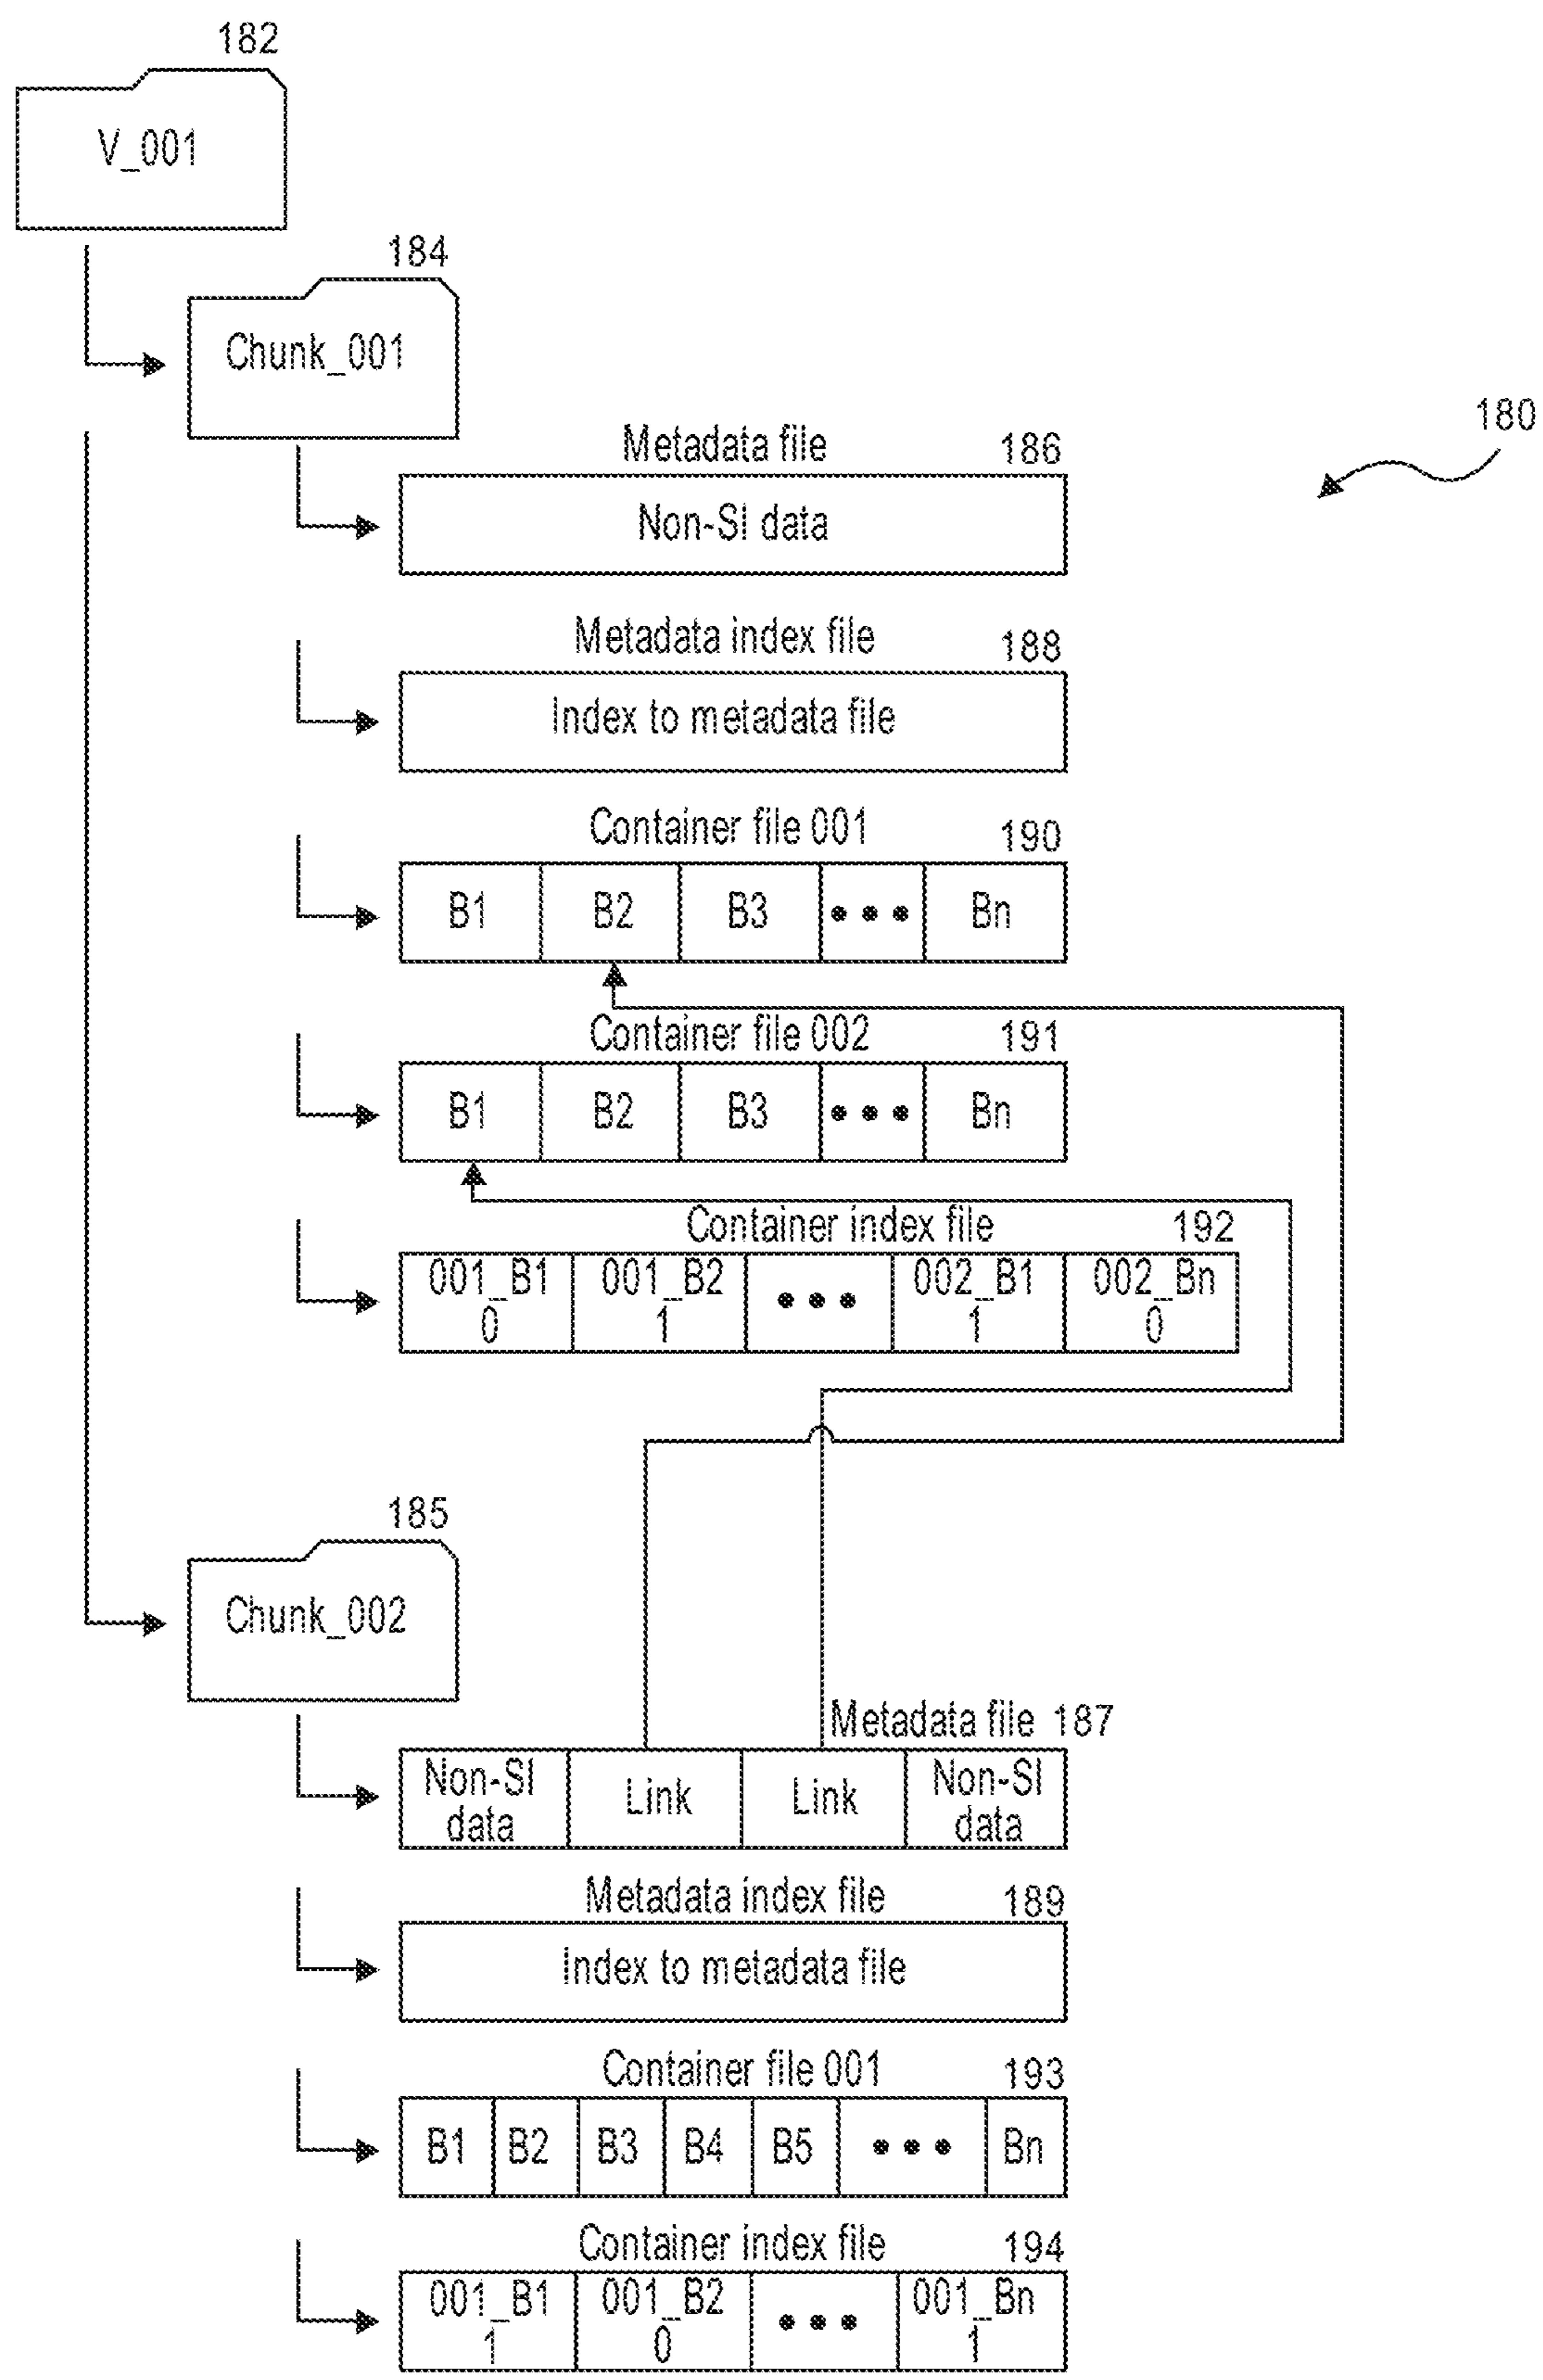 182
V_001
184
Chunk_001
180
Metadata file 186
Non-SI data
Metadata index file 188
Index to metadata file
Container file 001 190
B1 B2 B3 ••• Bn
Container file 002 191
B1 B2 B3 ••• Bn
Container index file 192
001_B1 001_B2 ••• 002_B1 002_Bn
0 1 1 0
185
Chunk_002
Metadata file 187
Non-SI Link Link Non-SI
data data
Metadata index file 189
Index to metadata file
Container file 001 193
B1 B2 B3 B4 B5 ••• Bn
Container index file 194
001_B1 001_B2 ••• 001_Bn
1 0 1